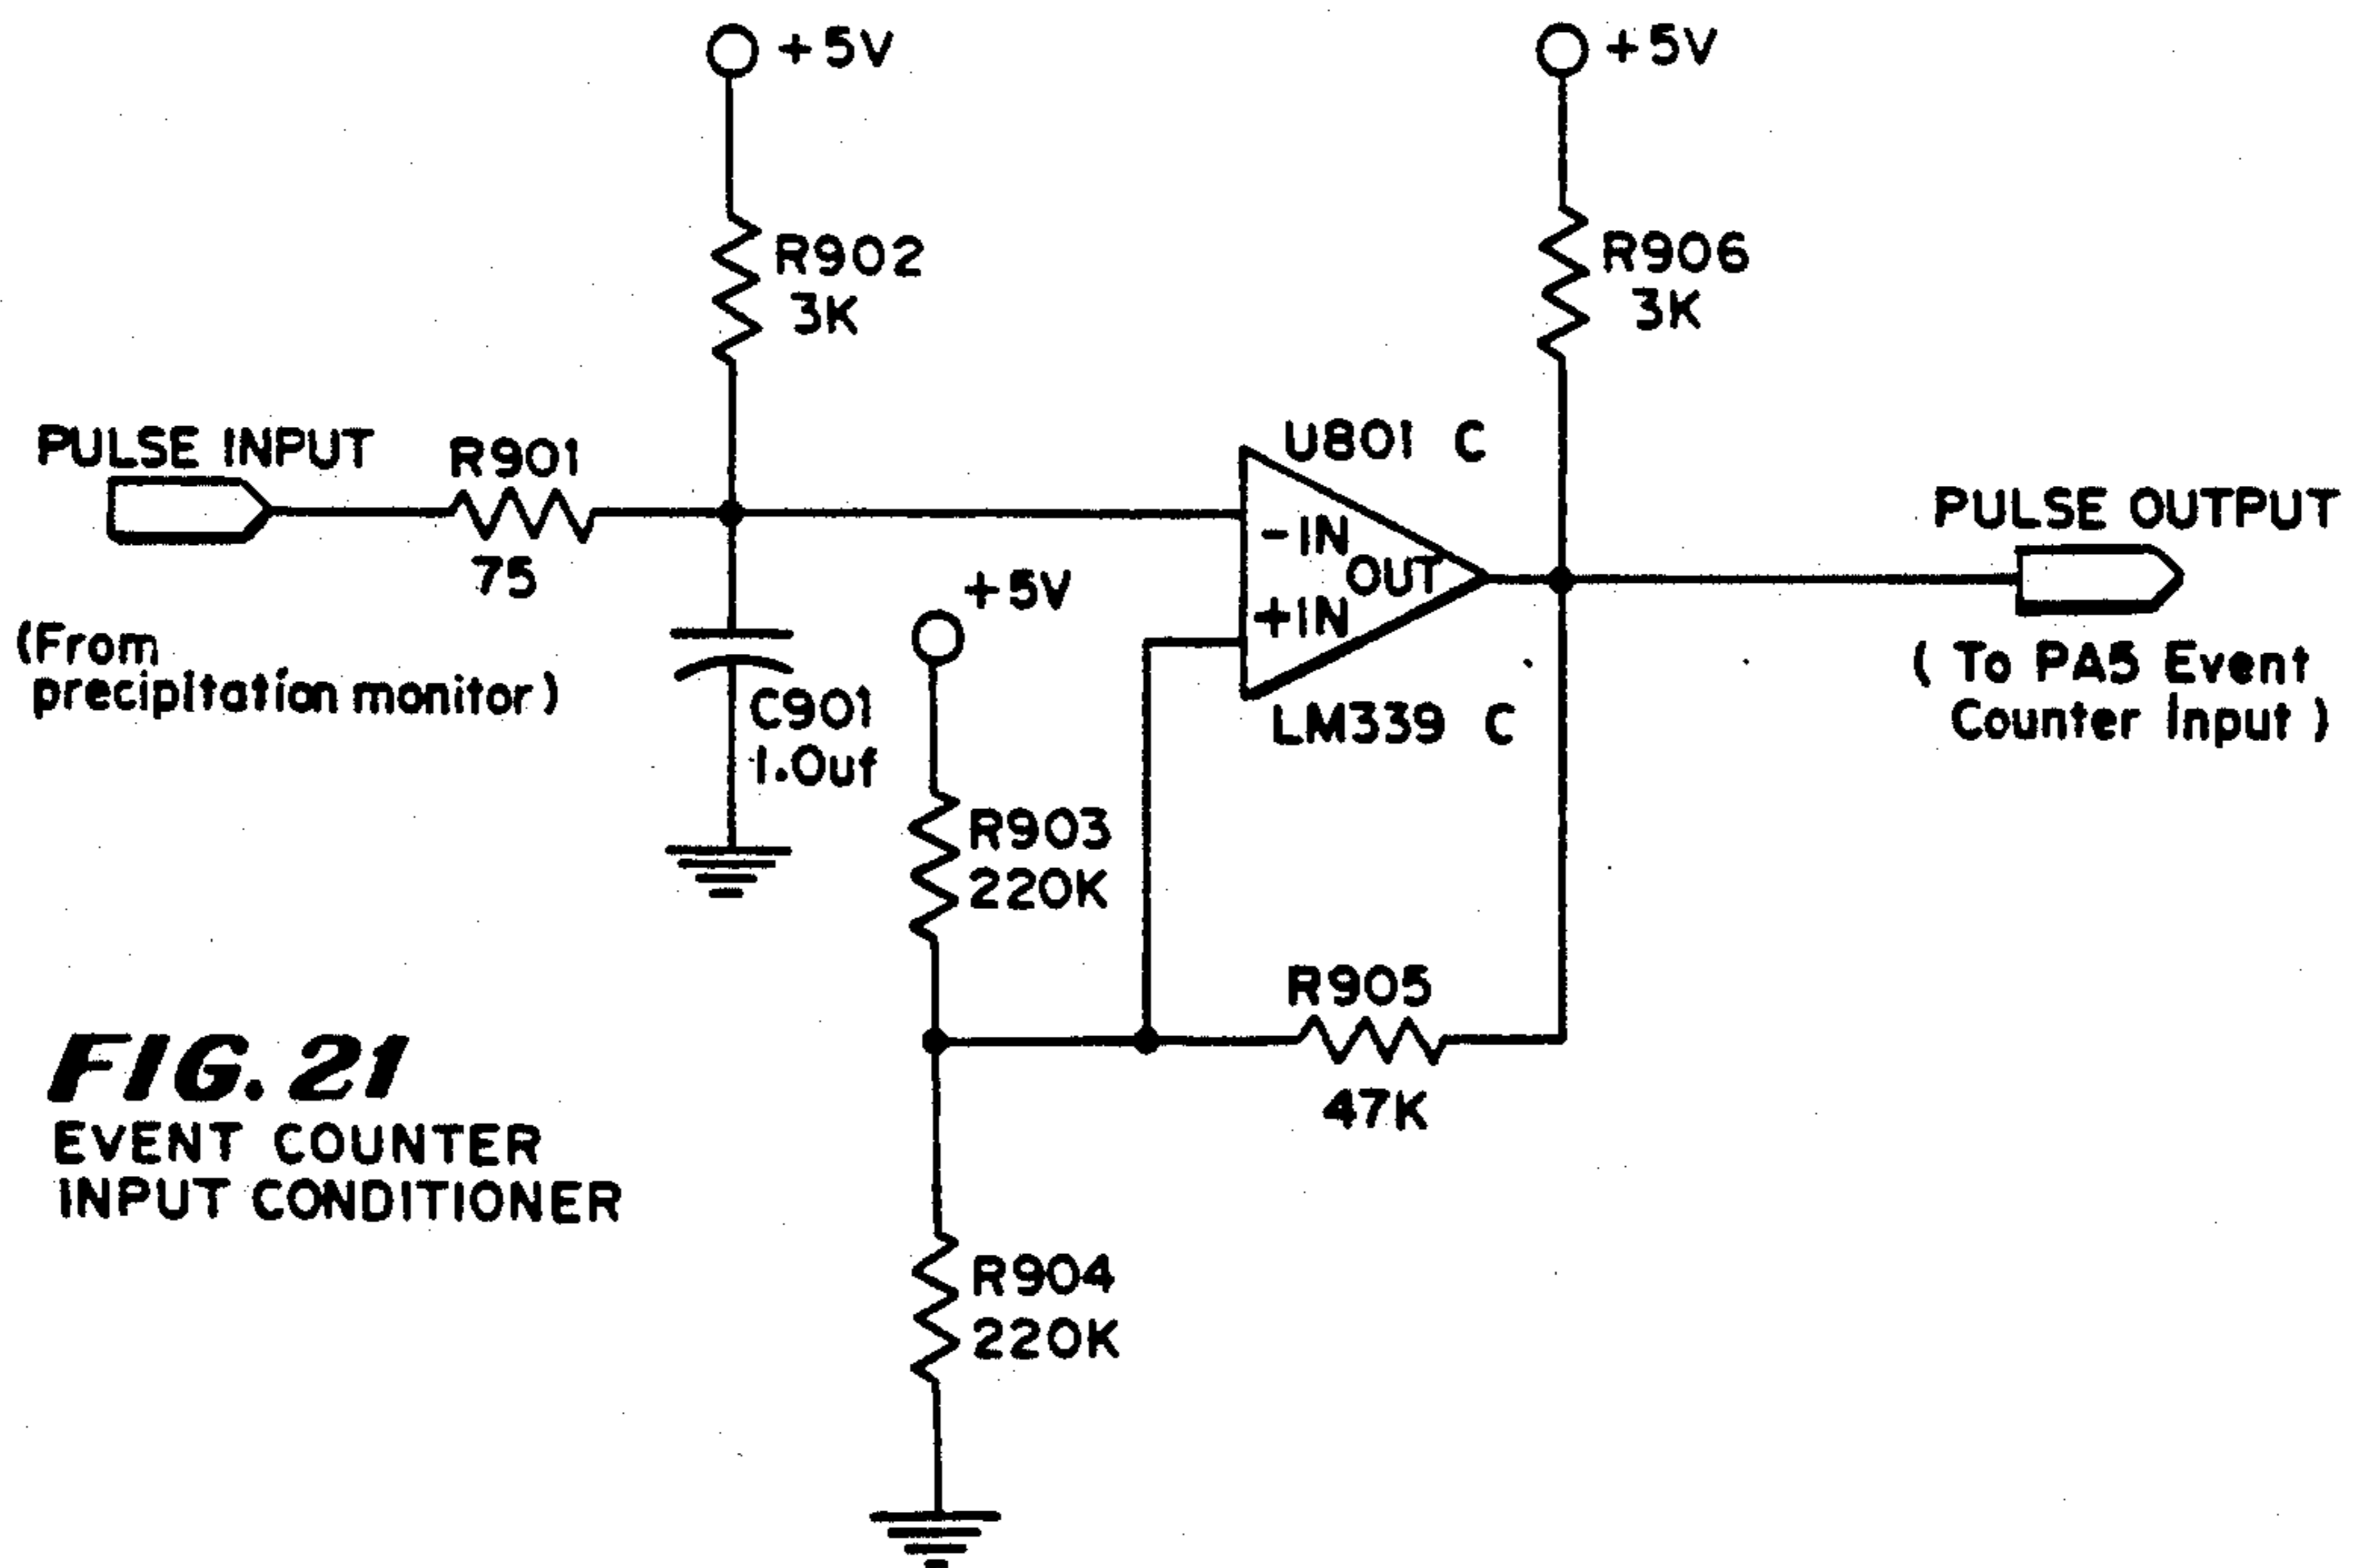 +5V
+5V
R902
3K
R906
3K
PULSE INPUT
R901
75
(From
precipitation monitor)
U801 C
-IN
OUT
+IN
LM339 C
PULSE OUTPUT
( To PA5 Event
Counter Input )
+5V
C901
1.0uf
R903
220K
R905
47K
R904
220K
FIG. 21
EVENT COUNTER
INPUT CONDITIONER